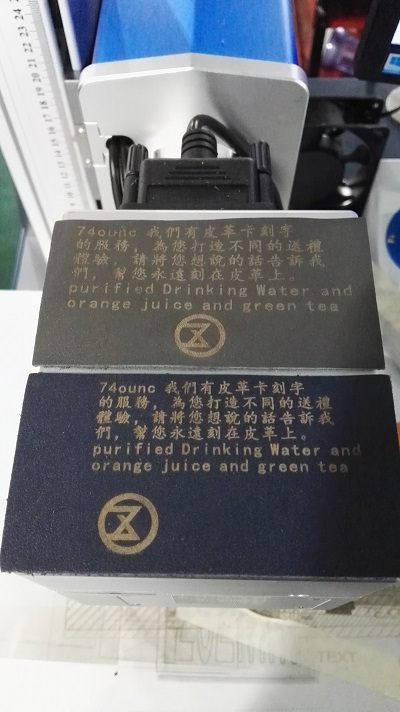 74ounc 我們有皮革卡刻字
的服務，為您打造不同的送禮
體驗，請將您想說的話告訴我
們，幫您永遠刻在皮革上。
purified Drinking Water and
orange juice and green tea
74ounc 我們有皮革卡刻字
的服務，為您打造不同的送禮
體驗，請將您想說的話告訴我
們，幫您永遠刻在皮革上。
purified Drinking Water and
orange juice and green tea
TEXT